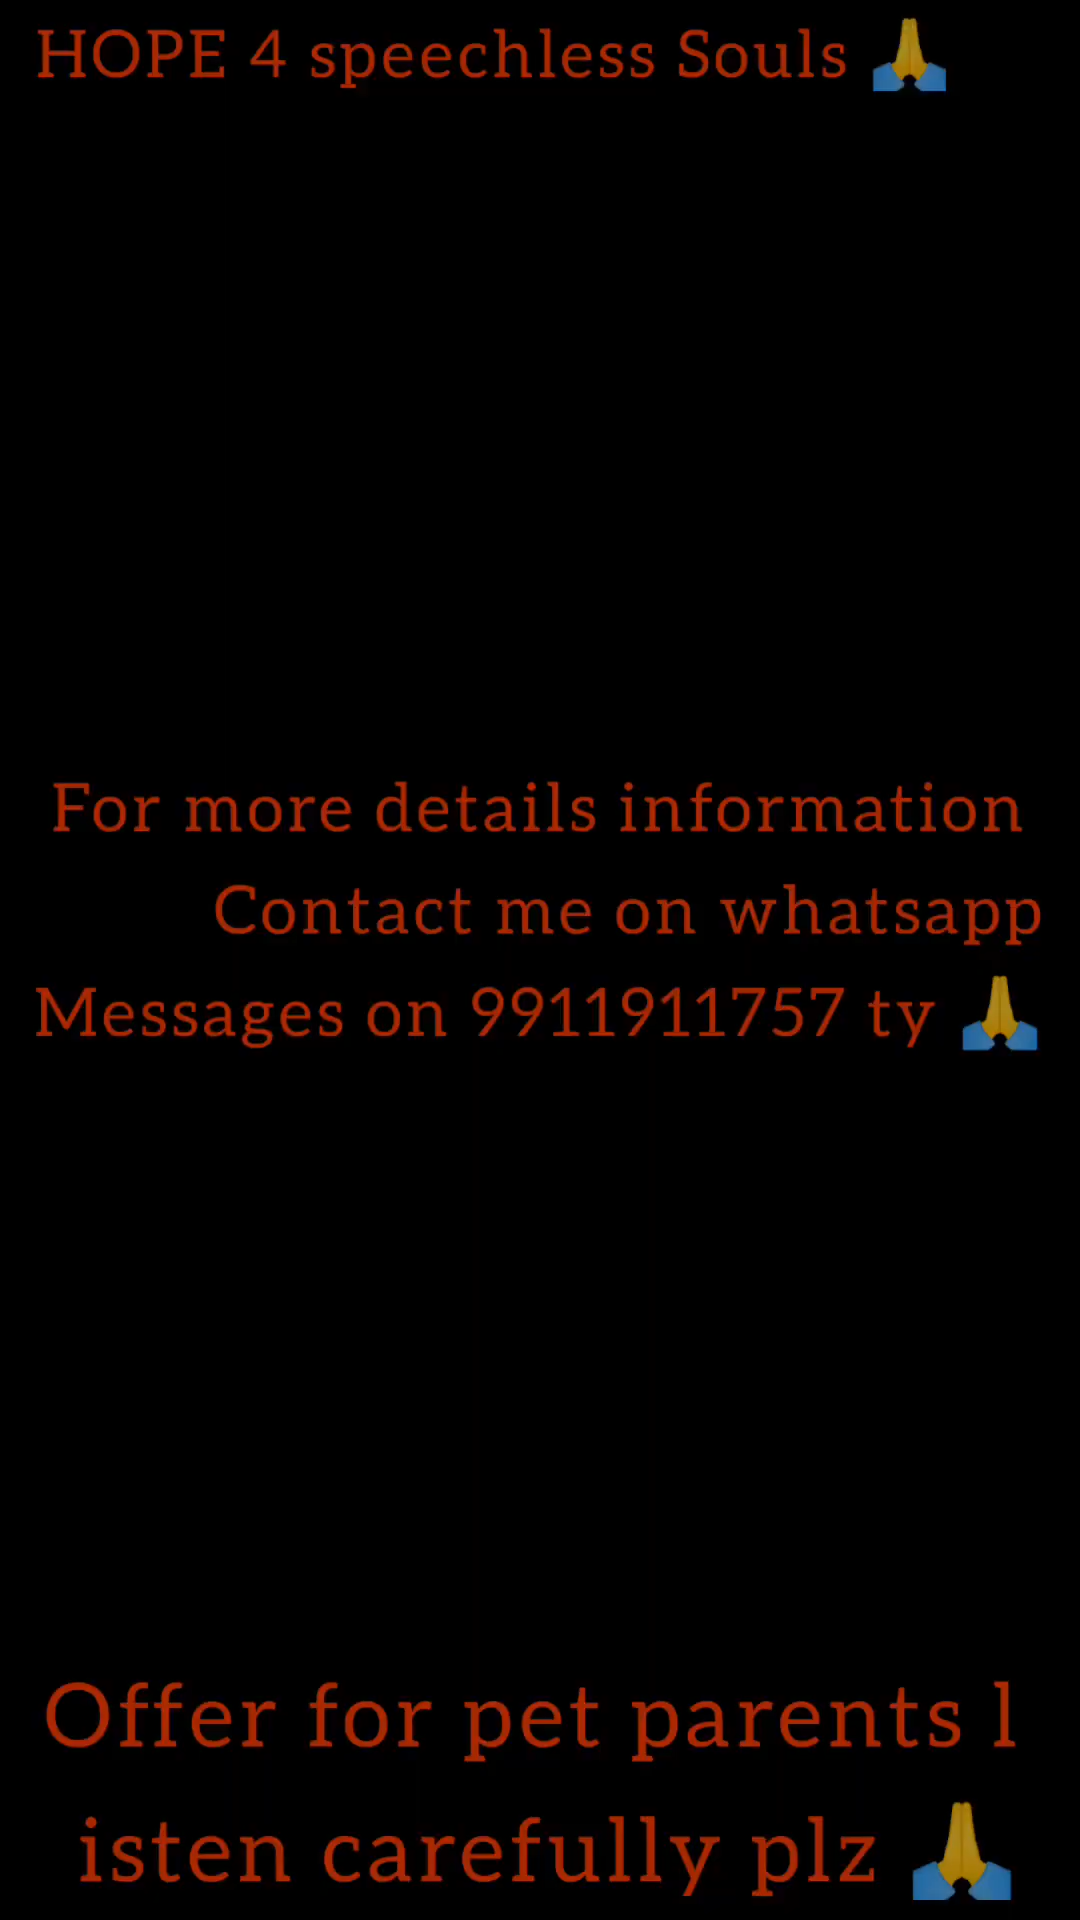 HOPE 4 speechless Souls 🙏
For more details information
Contact me on whatsapp
Messages on 9911911757 ty 🙏
Offer for pet parents l
isten carefully plz 🙏